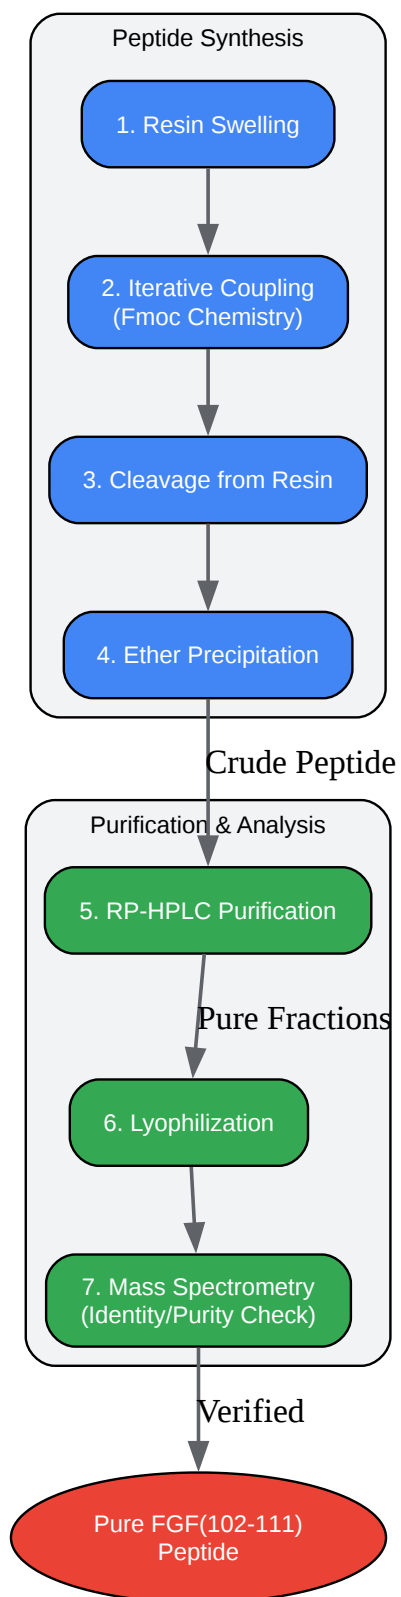 Peptide Synthesis
1. Resin Swelling
2. Iterative Coupling
(Fmoc Chemistry)
3. Cleavage from Resin
4. Ether Precipitation
Crude Peptide
Purification & Analysis
5. RP-HPLC Purification
Pure Fractions
6. Lyophilization
7. Mass Spectrometry
(Identity/Purity Check)
Verified
Pure FGF(102-111)
Peptide